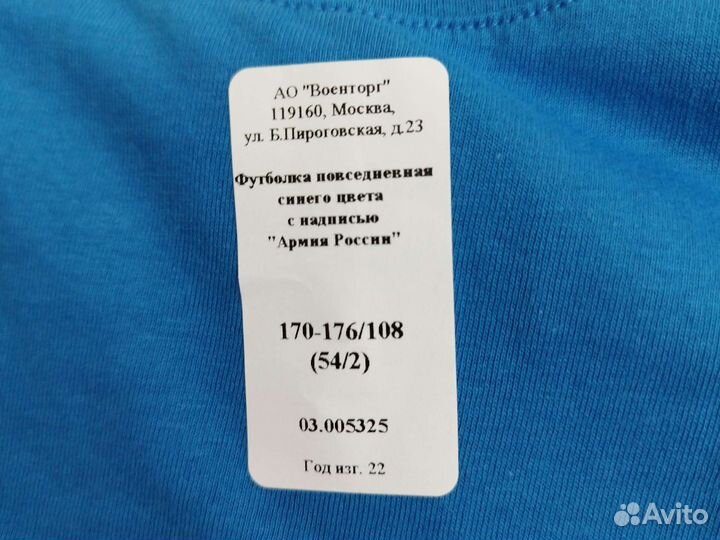 АО "Военторг"
119160, Москва,
ул. Б.Пироговская, д.23
Футболка повседневная
синего цвета
с надписью
"Армия России"
170-176/108
(54/2)
03.005325
Год изг. 22
Avito